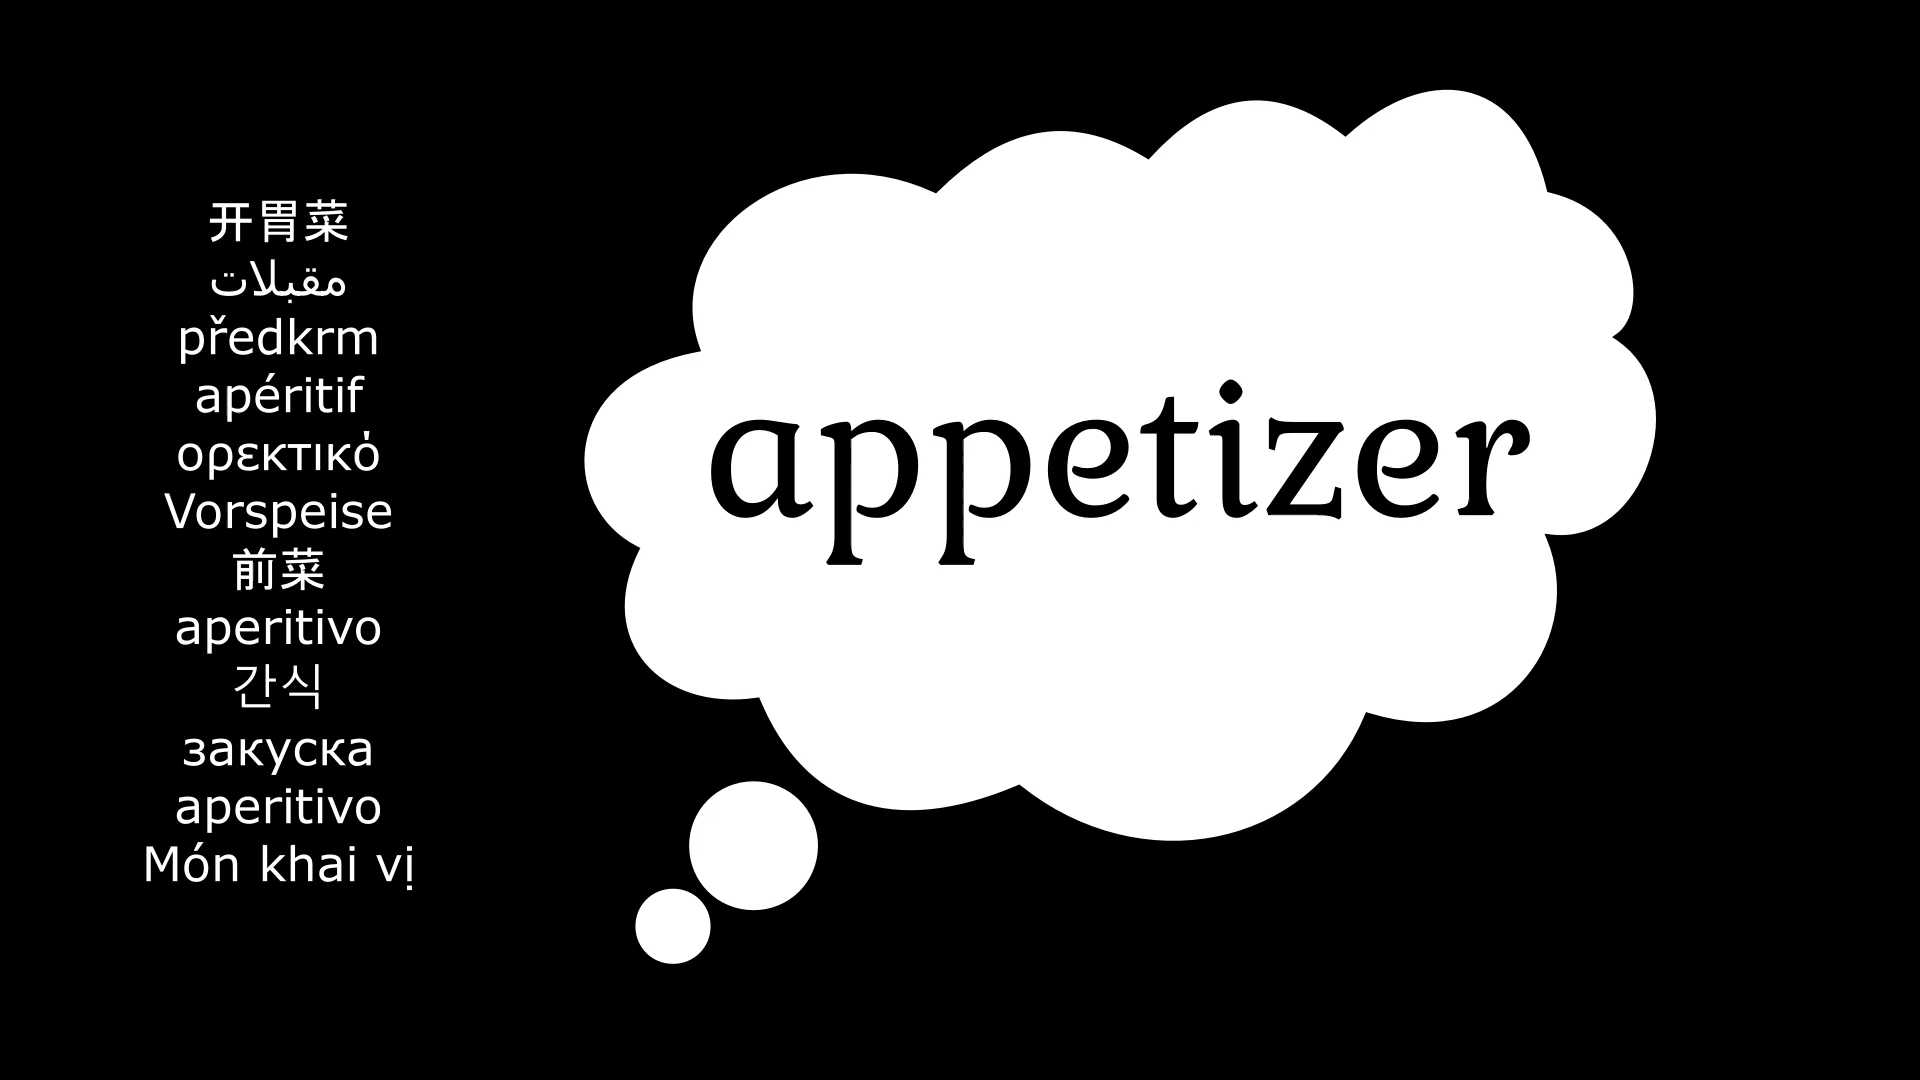 开胃菜
مقبلات
předkrm
apéritif
ορεκτικό
Vorspeise
前菜
aperitivo
간식
закуска
aperitivo
Món khai vị
appetizer